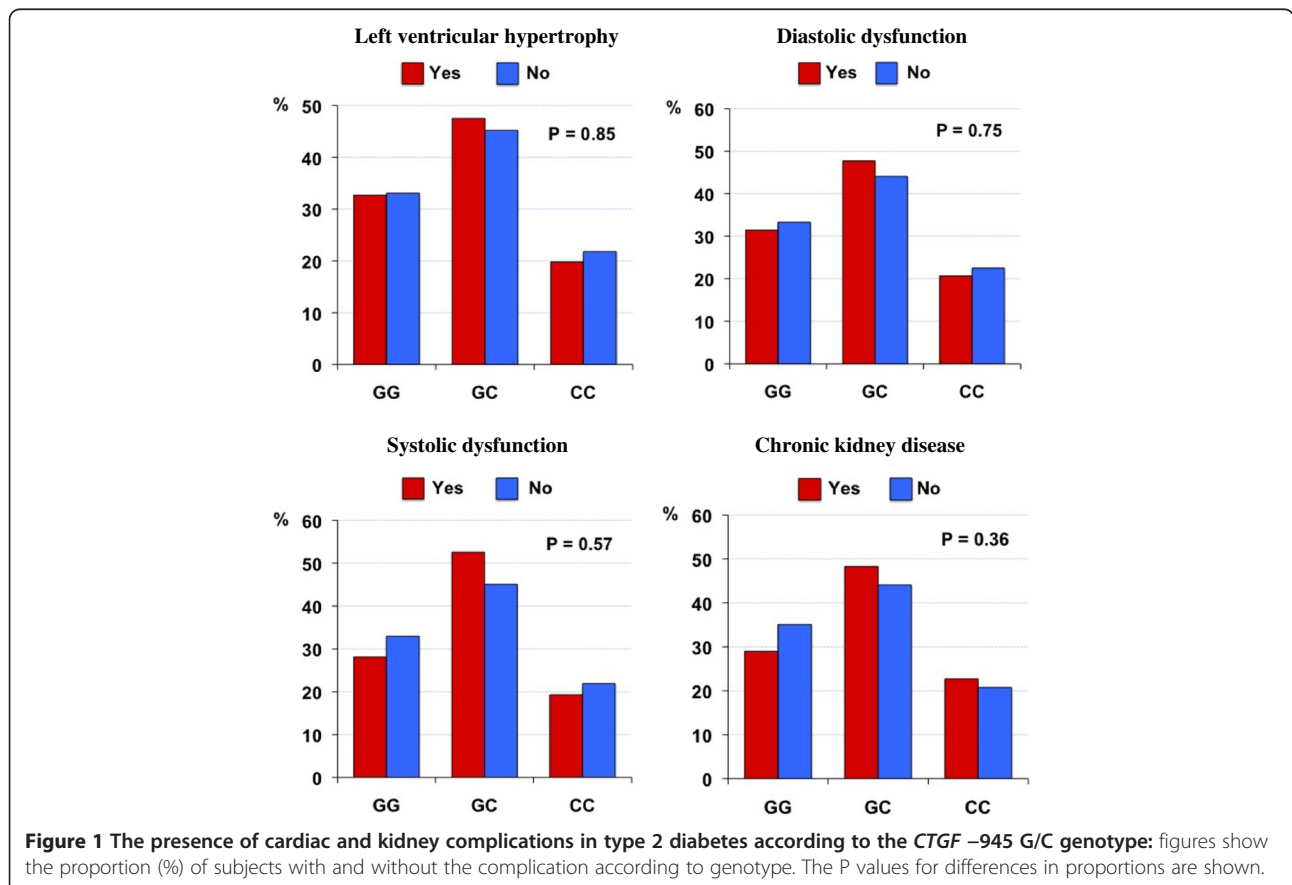 Left ventricular hypertrophy
Yes No
%
50
40
30
20
10
0
P = 0.85
GG GC CC
Diastolic dysfunction
Yes No
%
60
50
40
30
20
10
0
P = 0.75
GG GC CC
Systolic dysfunction
Yes No
%
60
50
40
30
20
10
0
P = 0.57
GG GC CC
Chronic kidney disease
Yes No
%
60
50
40
30
20
10
0
P = 0.36
GG GC CC
Figure 1 The presence of cardiac and kidney complications in type 2 diabetes according to the CTGF −945 G/C genotype: figures show
the proportion (%) of subjects with and without the complication according to genotype. The P values for differences in proportions are shown.